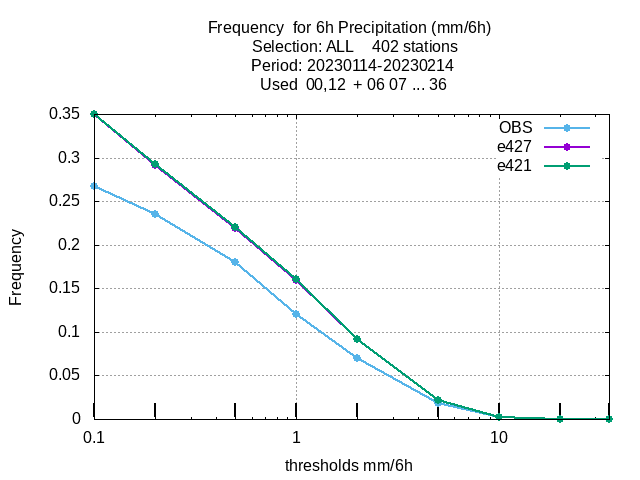 Frequency  for 6h Precipitation (mm/6h)
Selection: ALL    402 stations
Period: 20230114-20230214
Used  00,12  + 06 07 ... 36
OBS
e427
e421
0.35
0.3
0.25
0.2
0.15
0.1
0.05
0
Frequency
0.1
1
10
thresholds mm/6h